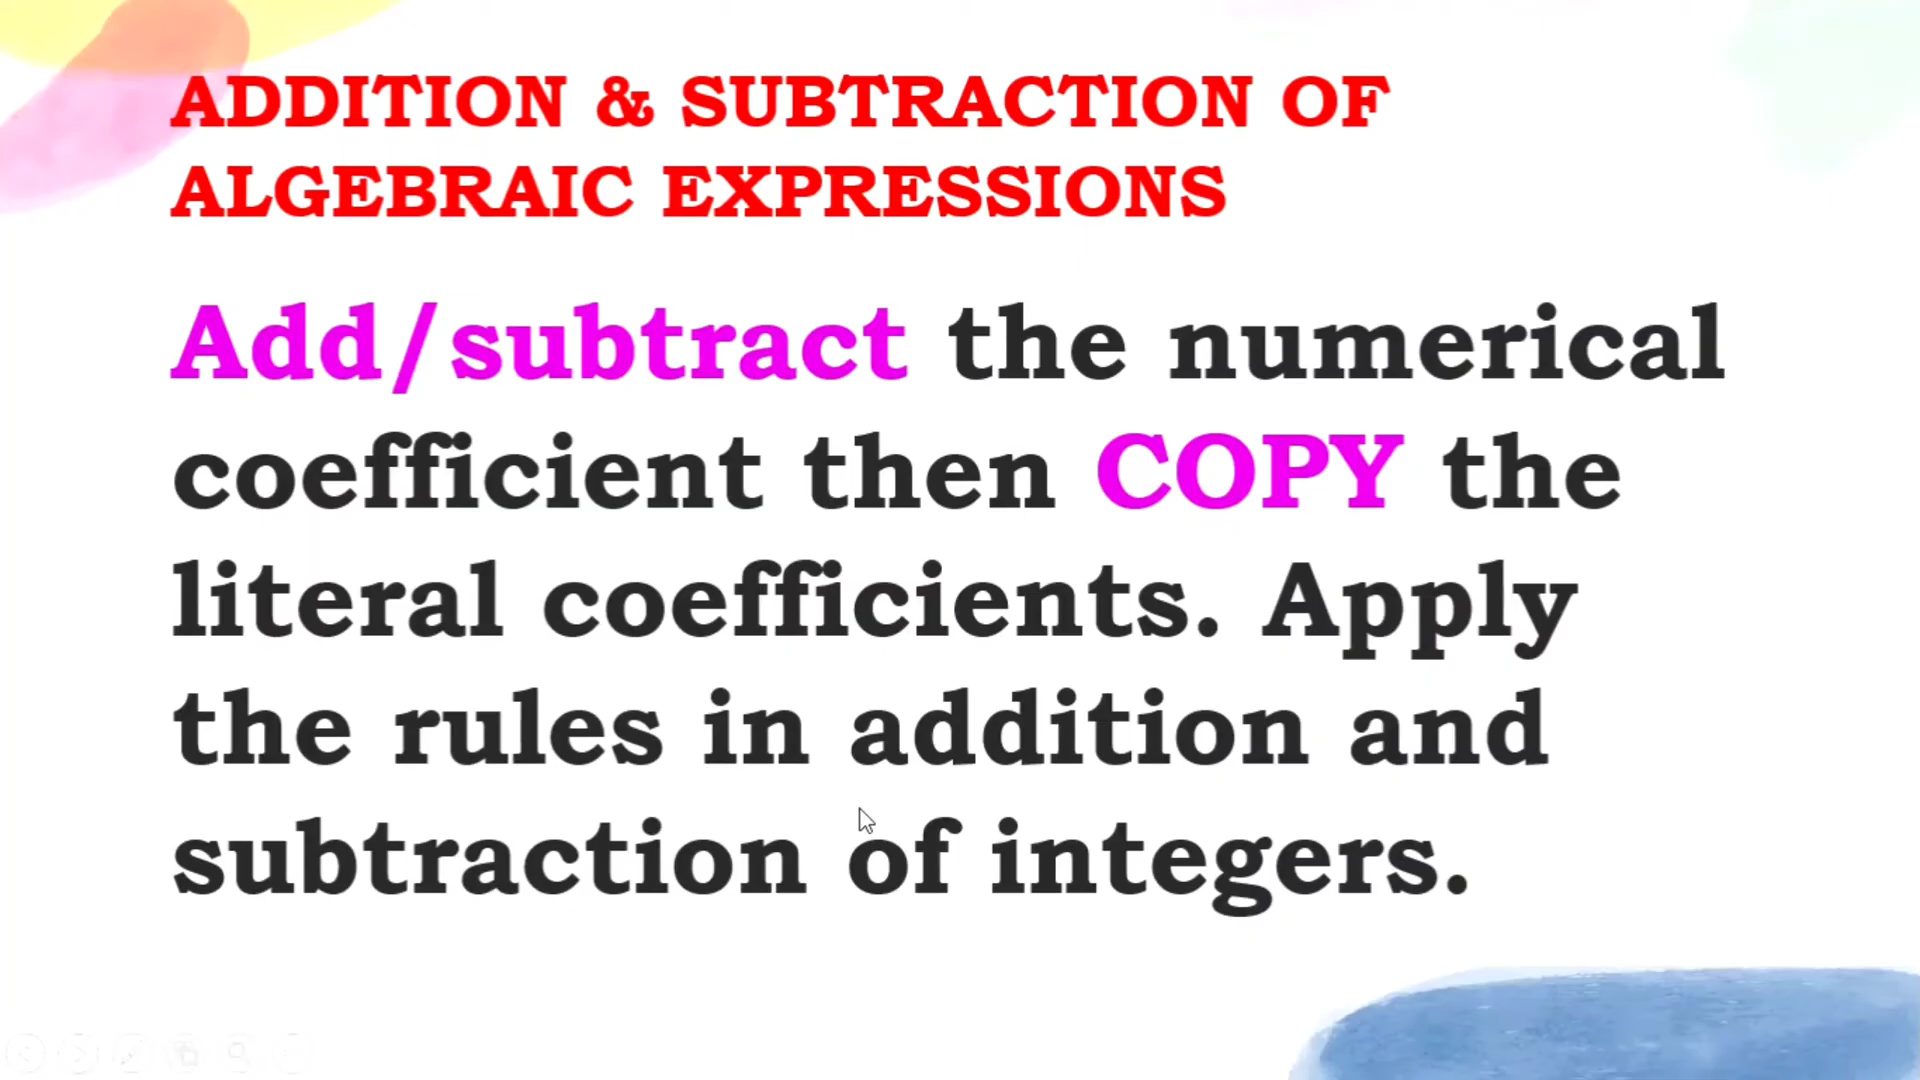 ADDITION & SUBTRACTION OF
ALGEBRAIC EXPRESSIONS
Add/subtract the numerical
coefficient then COPY the
literal coefficients. Apply
the rules in addition and
subtraction of integers.